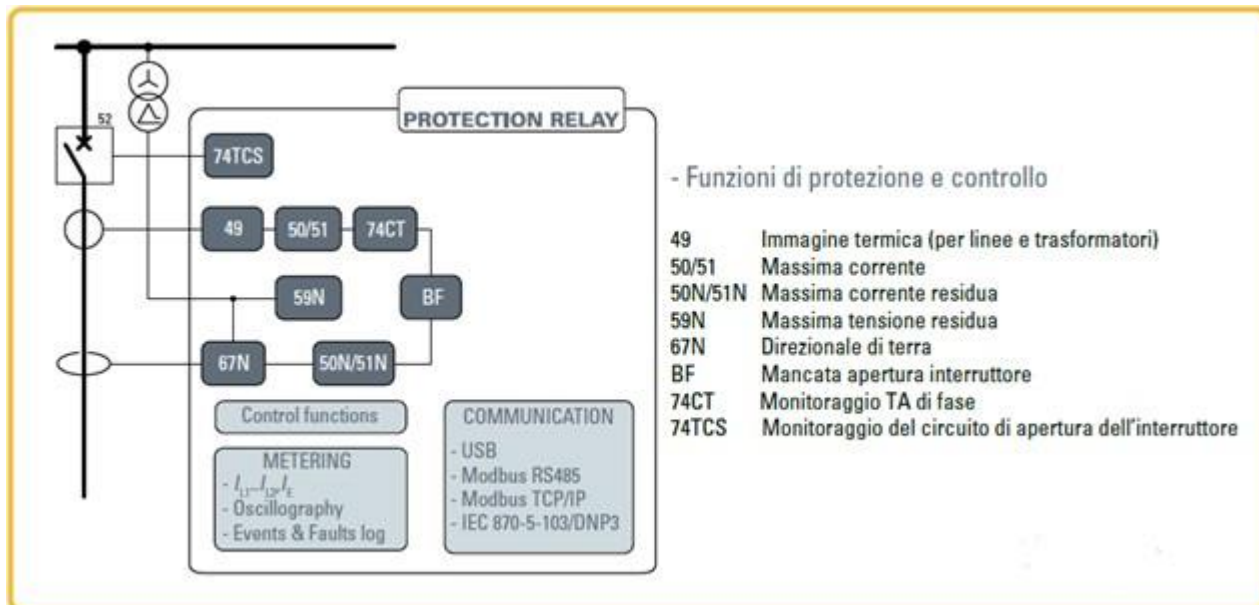 52
PROTECTION RELAY
74TCS
49
50/51
74CT
59N
BF
67N
50N/51N
Control functions
METERING
- IL1...IL2, IE
- Oscillography
- Events & Faults log
COMMUNICATION
- USB
- Modbus RS485
- Modbus TCP/IP
- IEC 870-5-103/DNP3
- Funzioni di protezione e controllo
49 Immagine termica (per linee e trasformatori)
50/51 Massima corrente
50N/51N Massima corrente residua
59N Massima tensione residua
67N Direzionale di terra
BF Mancata apertura interruttore
74CT Monitoraggio TA di fase
74TCS Monitoraggio del circuito di apertura dell'interruttore